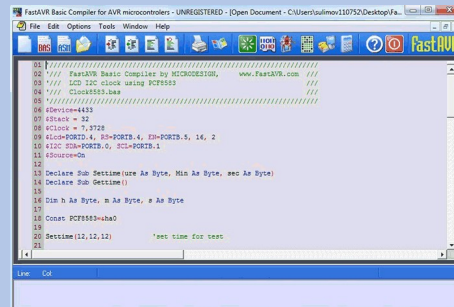 FastAVR Basic Compiler for AVR microcontrolers - UNREGISTERED - [Open Document - C:\Users\sulimov110752\Desktop\Fa...
File Edit Options Tools Window Help
BAS ASM FastAVR
01 '////////////////////////////////////////////////////////////////////
02 '/// FastAVR Basic Compiler by MICRODESIGN, www.FastAVR.com ///
03 '/// LCD I2C clock using PCF8583 ///
04 '/// Clock8583.bas ///
05 '////////////////////////////////////////////////////////////////////
06 $Device=4433
07 $Stack = 32
08 $Clock = 7,3728
09 $Lcd=PORTD.4, RS=PORTB.4, EN=PORTB.5, 16, 2
10 $I2C SDA=PORTB.0, SCL=PORTB.1
11 $Source=On
12
13 Declare Sub Settime(ure As Byte, Min As Byte, sec As Byte)
14 Declare Sub Gettime()
15
16 Dim h As Byte, m As Byte, s As Byte
17
18 Const PCF8583=&ha0
19
20 Settime(12,12,12) 'set time for test
21
Line: Col: